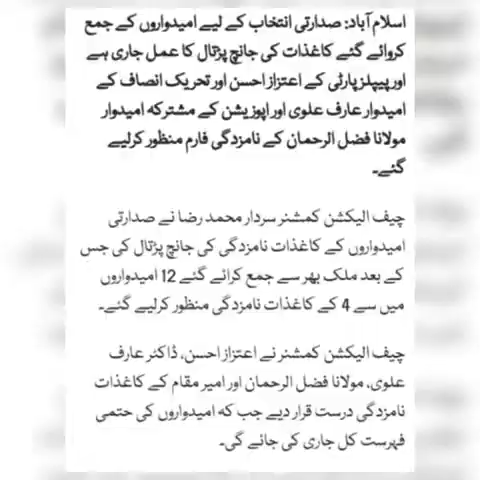 اسلام آباد: صدارتی انتخاب کے لیے امیدواروں کے جمع
کروائے گئے کاغذات کی جانچ پڑتال کا عمل جاری ہے
اور پیپلز پارٹی کے اعتزاز احسن اور تحریک انصاف کے
امیدوار عارف علوی اور اپوزیشن کے مشترکہ امیدوار
مولانا فضل الرحمان کے نامزدگی فارم منظور کرلیے
گئے۔
چیف الیکشن کمشنر سردار محمد رضا نے صدارتی
امیدواروں کے کاغذات نامزدگی کی جانچ پڑتال کی جس
کے بعد ملک بھر سے جمع کرائے گئے 12 امیدواروں
میں سے 4 کے کاغذات نامزدگی منظور کرلیے گئے۔
چیف الیکشن کمشنر نے اعتزاز احسن، ڈاکٹر عارف
علوی، مولانا فضل الرحمان اور امیر مقام کے کاغذات
نامزدگی درست قرار دیے جب کہ امیدواروں کی حتمی
فہرست کل جاری کی جائے گی۔